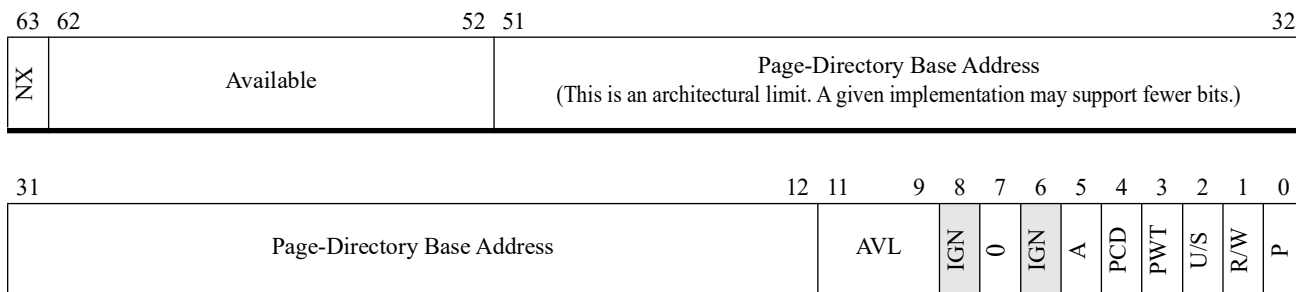 63 62 52 51 32
NX Available Page-Directory Base Address
(This is an architectural limit. A given implementation may support fewer bits.)
31 12 11 9 8 7 6 5 4 3 2 1 0
Page-Directory Base Address AVL IGN 0 IGN A PCD PWT U/S R/W P